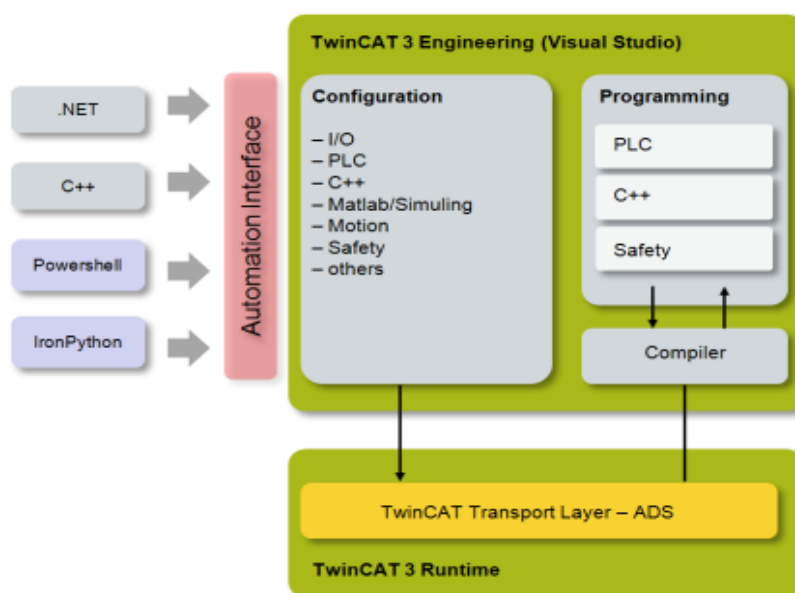 TwinCAT 3 Engineering (Visual Studio)
.NET
C++
Powershell
IronPython
Automation Interface
Configuration
– I/O
– PLC
– C++
– Matlab/Simuling
– Motion
– Safety
– others
Programming
PLC
C++
Safety
Compiler
TwinCAT Transport Layer – ADS
TwinCAT 3 Runtime